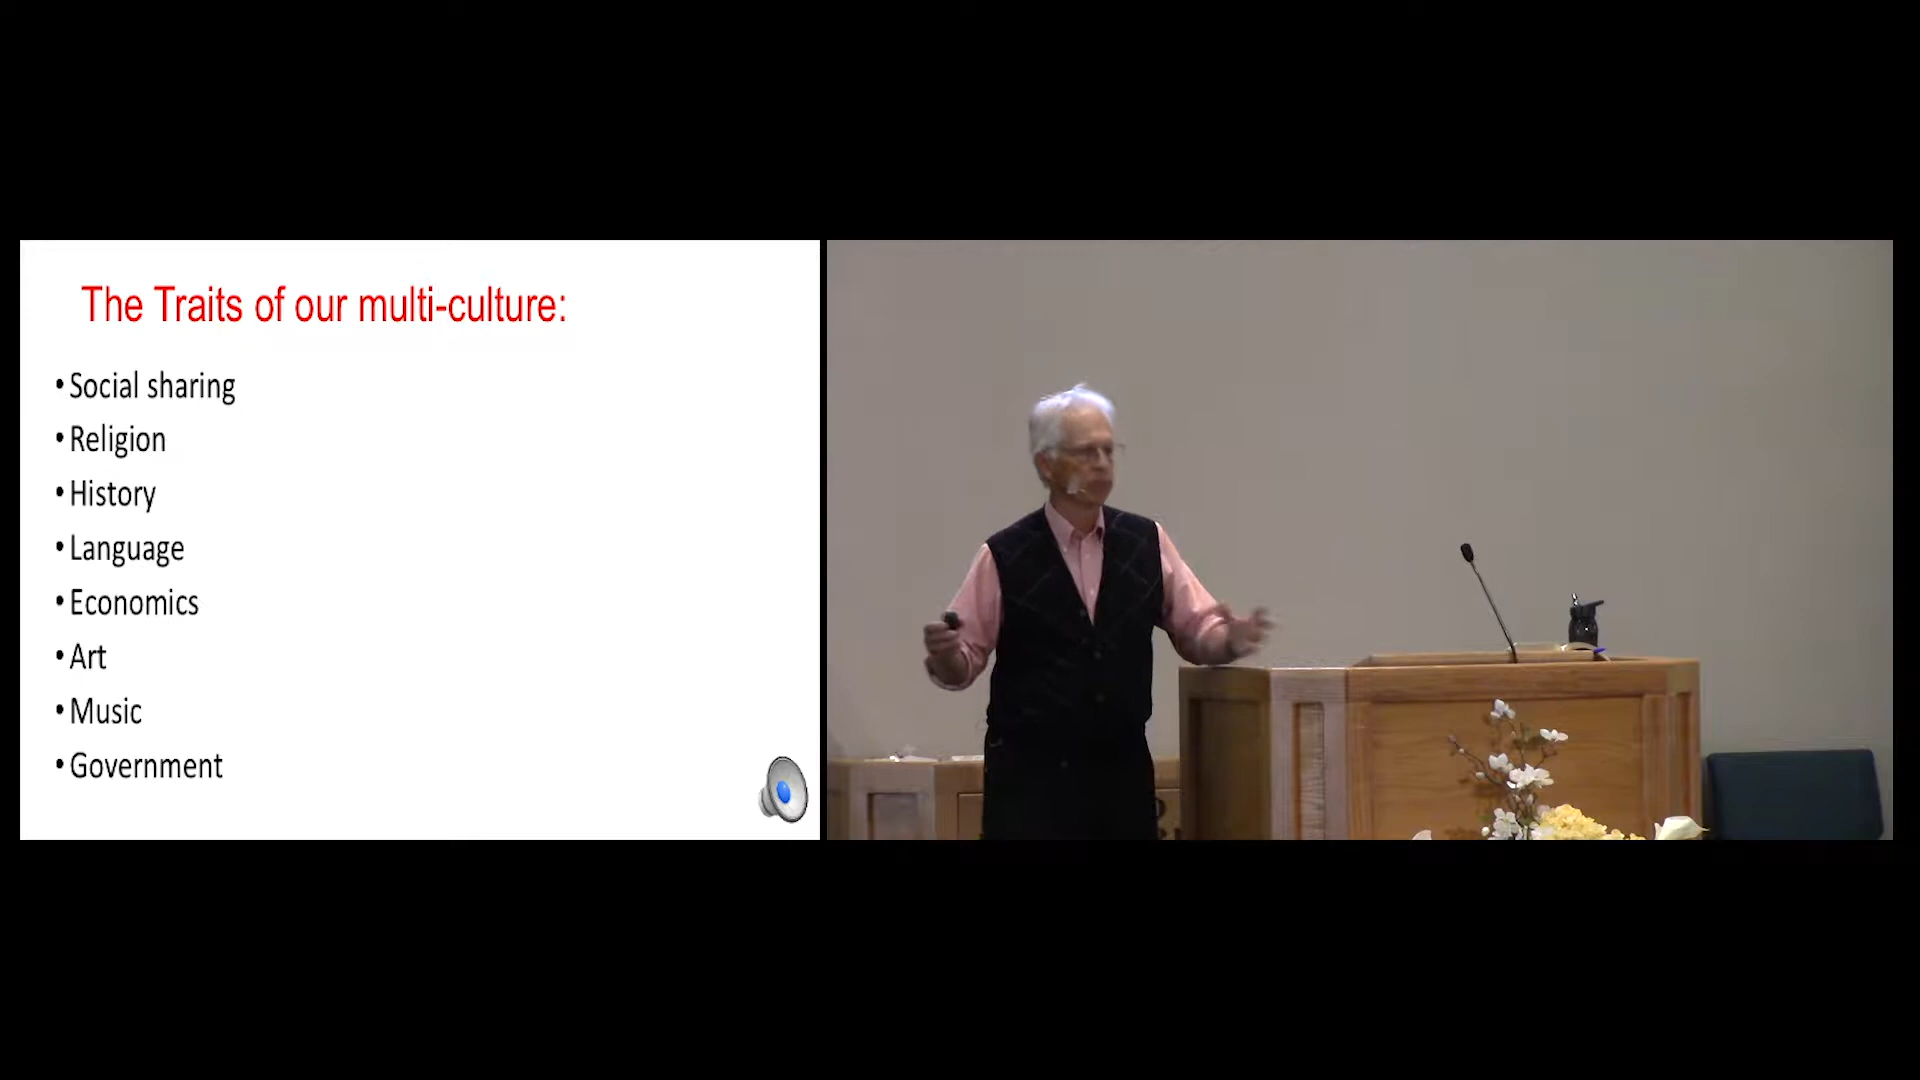 The Traits of our multi-culture:
• Social sharing
• Religion
• History
• Language
• Economics
• Art
• Music
• Government